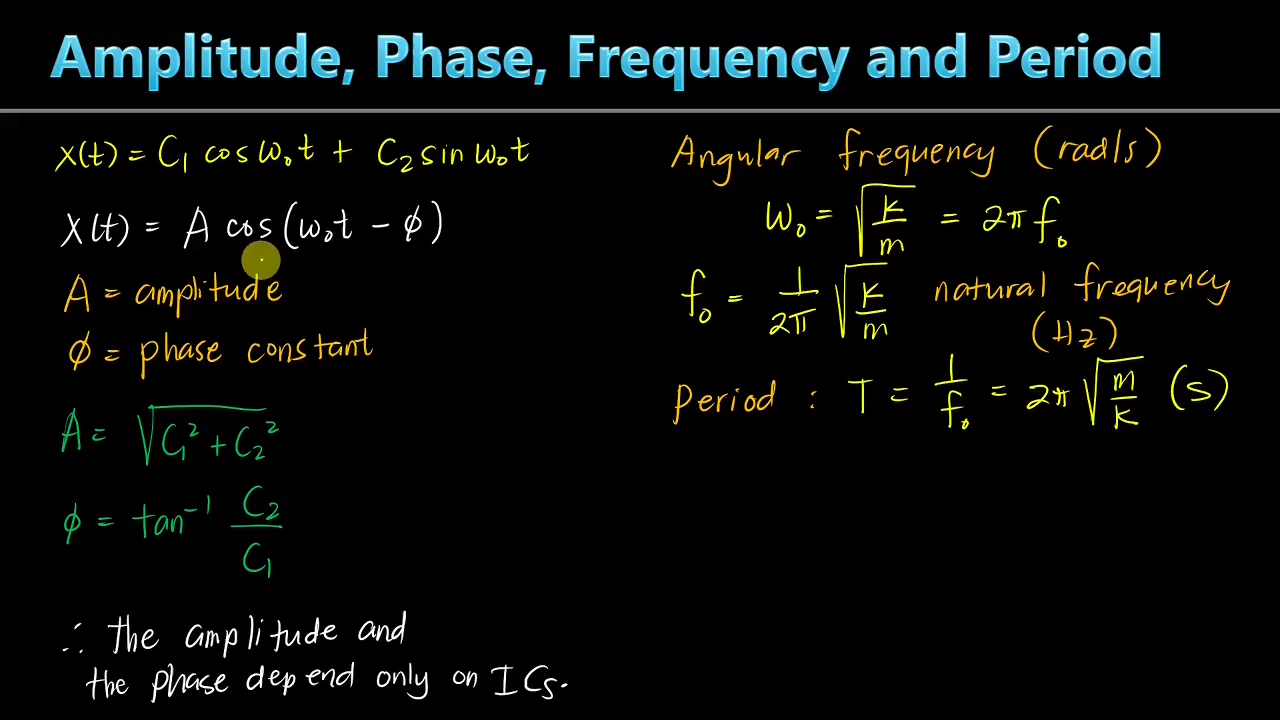 Amplitude, Phase, Frequency and Period
x(t) = C₁ cos ω₀t + C₂ sin ω₀t
x(t) = A cos(ω₀t − ϕ)
A = amplitude
ϕ = phase constant
A = √(C₁² + C₂²)
ϕ = tan⁻¹ C₂/C₁
∴ the amplitude and
the phase depend only on ICs.
Angular frequency (rad/s)
ω₀ = √(k/m) = 2π f₀
f₀ = 1/2π √(k/m) natural frequency
(Hz)
Period : T = 1/f₀ = 2π √(m/k) (s)